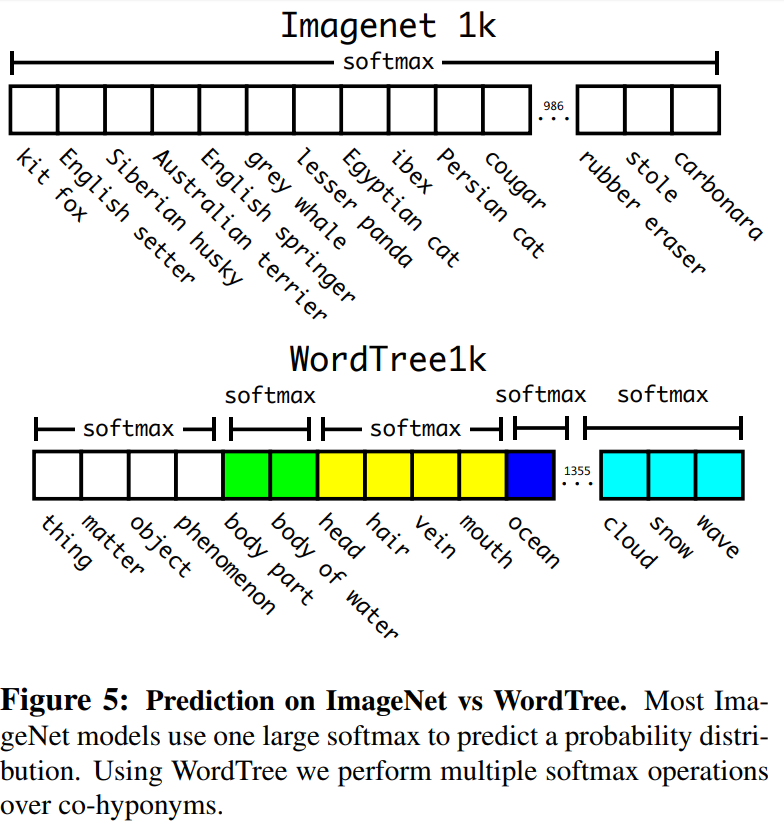 Imagenet 1k
softmax
986
...
kit fox
English setter
Siberian husky
Australian terrier
English springer
grey whale
lesser panda
Egyptian cat
ibex
Persian cat
cougar
rubber eraser
stole
carbonara
WordTree1k
softmax
softmax
softmax
softmax
softmax
1355
...
thing
matter
object
phenomenon
body part
body of water
head
hair
vein
mouth
ocean
cloud
snow
wave
Figure 5: Prediction on ImageNet vs WordTree. Most Ima-
geNet models use one large softmax to predict a probability distri-
bution. Using WordTree we perform multiple softmax operations
over co-hyponyms.